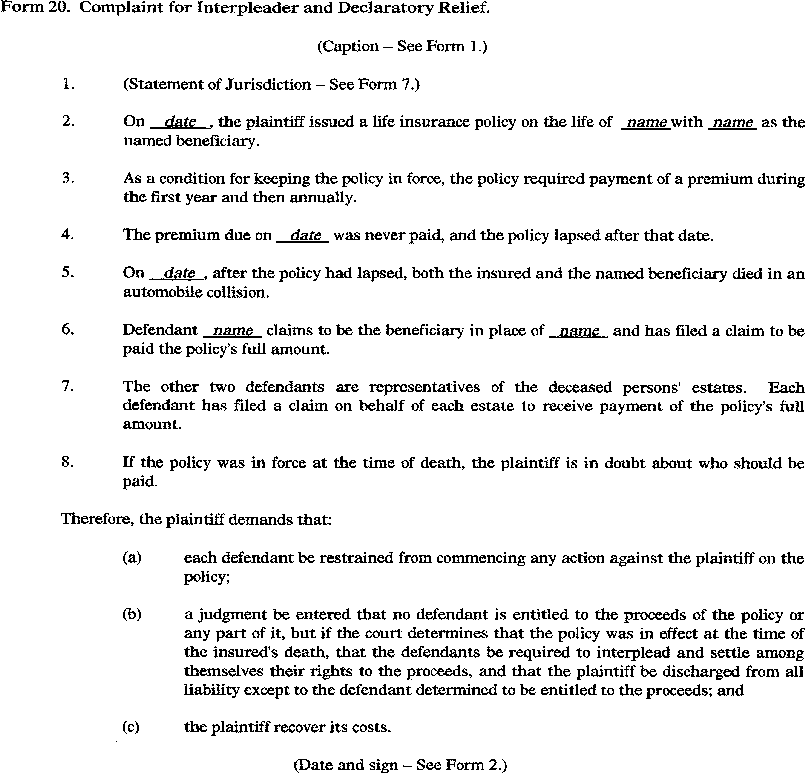 Form 20. Complaint for Interpleader and Declaratory Relief.
(Caption – See Form 1.)
1. (Statement of Jurisdiction – See Form 7.)
2. On date , the plaintiff issued a life insurance policy on the life of name with name as the
named beneficiary.
3. As a condition for keeping the policy in force, the policy required payment of a premium during
the first year and then annually.
4. The premium due on date was never paid, and the policy lapsed after that date.
5. On date , after the policy had lapsed, both the insured and the named beneficiary died in an
automobile collision.
6. Defendant name claims to be the beneficiary in place of name and has filed a claim to be
paid the policy's full amount.
7. The other two defendants are representatives of the deceased persons' estates. Each
defendant has filed a claim on behalf of each estate to receive payment of the policy's full
amount.
8. If the policy was in force at the time of death, the plaintiff is in doubt about who should be
paid.
Therefore, the plaintiff demands that:
(a) each defendant be restrained from commencing any action against the plaintiff on the
policy;
(b) a judgment be entered that no defendant is entitled to the proceeds of the policy or
any part of it, but if the court determines that the policy was in effect at the time of
the insured's death, that the defendants be required to interplead and settle among
themselves their rights to the proceeds, and that the plaintiff be discharged from all
liability except to the defendant determined to be entitled to the proceeds; and
(c) the plaintiff recover its costs.
(Date and sign – See Form 2.)